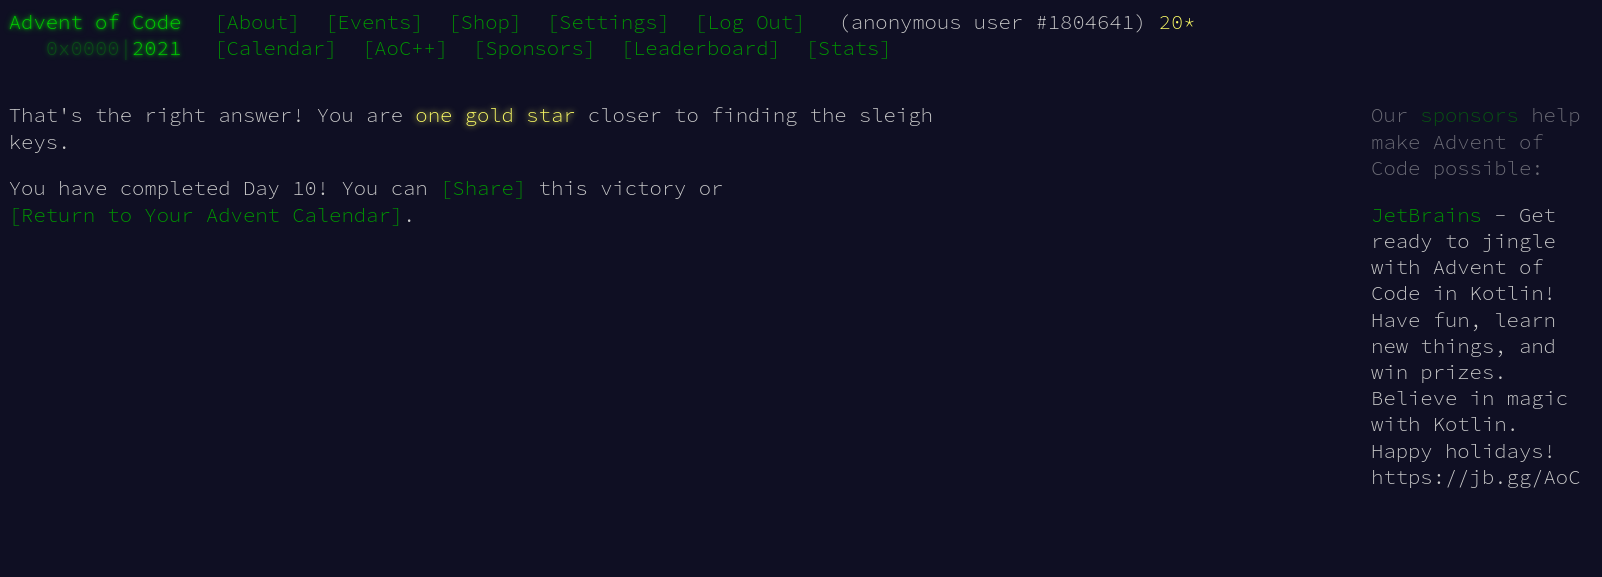 Advent of Code [About] [Events] [Shop] [Settings] [Log Out] (anonymous user #1804641) 20*
0x0000|2021 [Calendar] [AoC++] [Sponsors] [Leaderboard] [Stats]
That's the right answer! You are one gold star closer to finding the sleigh
keys.
You have completed Day 10! You can [Share] this victory or
[Return to Your Advent Calendar].
Our sponsors help
make Advent of
Code possible:
JetBrains - Get
ready to jingle
with Advent of
Code in Kotlin!
Have fun, learn
new things, and
win prizes.
Believe in magic
with Kotlin.
Happy holidays!
https://jb.gg/AoC